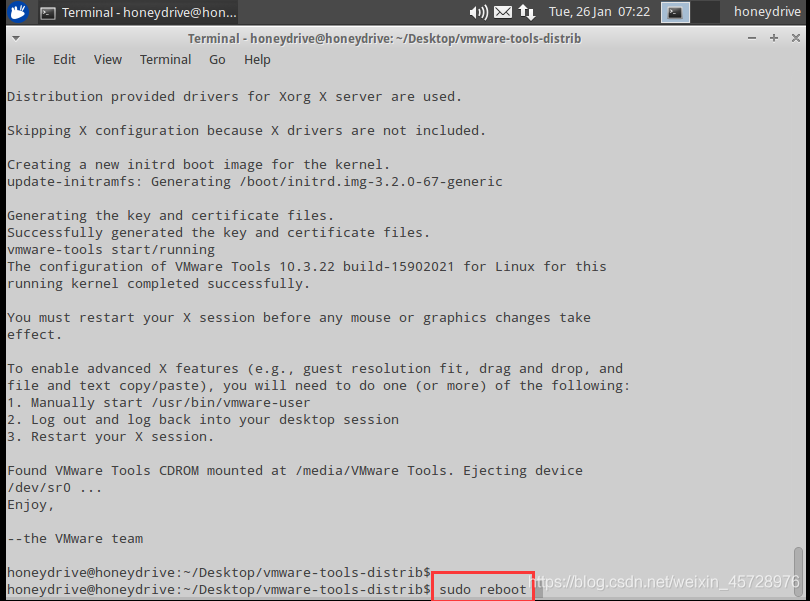 Terminal - honeydrive@hon... Tue, 26 Jan 07:22 honeydrive
Terminal - honeydrive@honeydrive: ~/Desktop/vmware-tools-distrib
File Edit View Terminal Go Help
Distribution provided drivers for Xorg X server are used.
Skipping X configuration because X drivers are not included.
Creating a new initrd boot image for the kernel.
update-initramfs: Generating /boot/initrd.img-3.2.0-67-generic
Generating the key and certificate files.
Successfully generated the key and certificate files.
vmware-tools start/running
The configuration of VMware Tools 10.3.22 build-15902021 for Linux for this
running kernel completed successfully.
You must restart your X session before any mouse or graphics changes take
effect.
To enable advanced X features (e.g., guest resolution fit, drag and drop, and
file and text copy/paste), you will need to do one (or more) of the following:
1. Manually start /usr/bin/vmware-user
2. Log out and log back into your desktop session
3. Restart your X session.
Found VMware Tools CDROM mounted at /media/VMware Tools. Ejecting device
/dev/sr0 ...
Enjoy,
--the VMware team
honeydrive@honeydrive:~/Desktop/vmware-tools-distrib$
honeydrive@honeydrive:~/Desktop/vmware-tools-distrib$ sudo reboot
https://blog.csdn.net/weixin_45728976